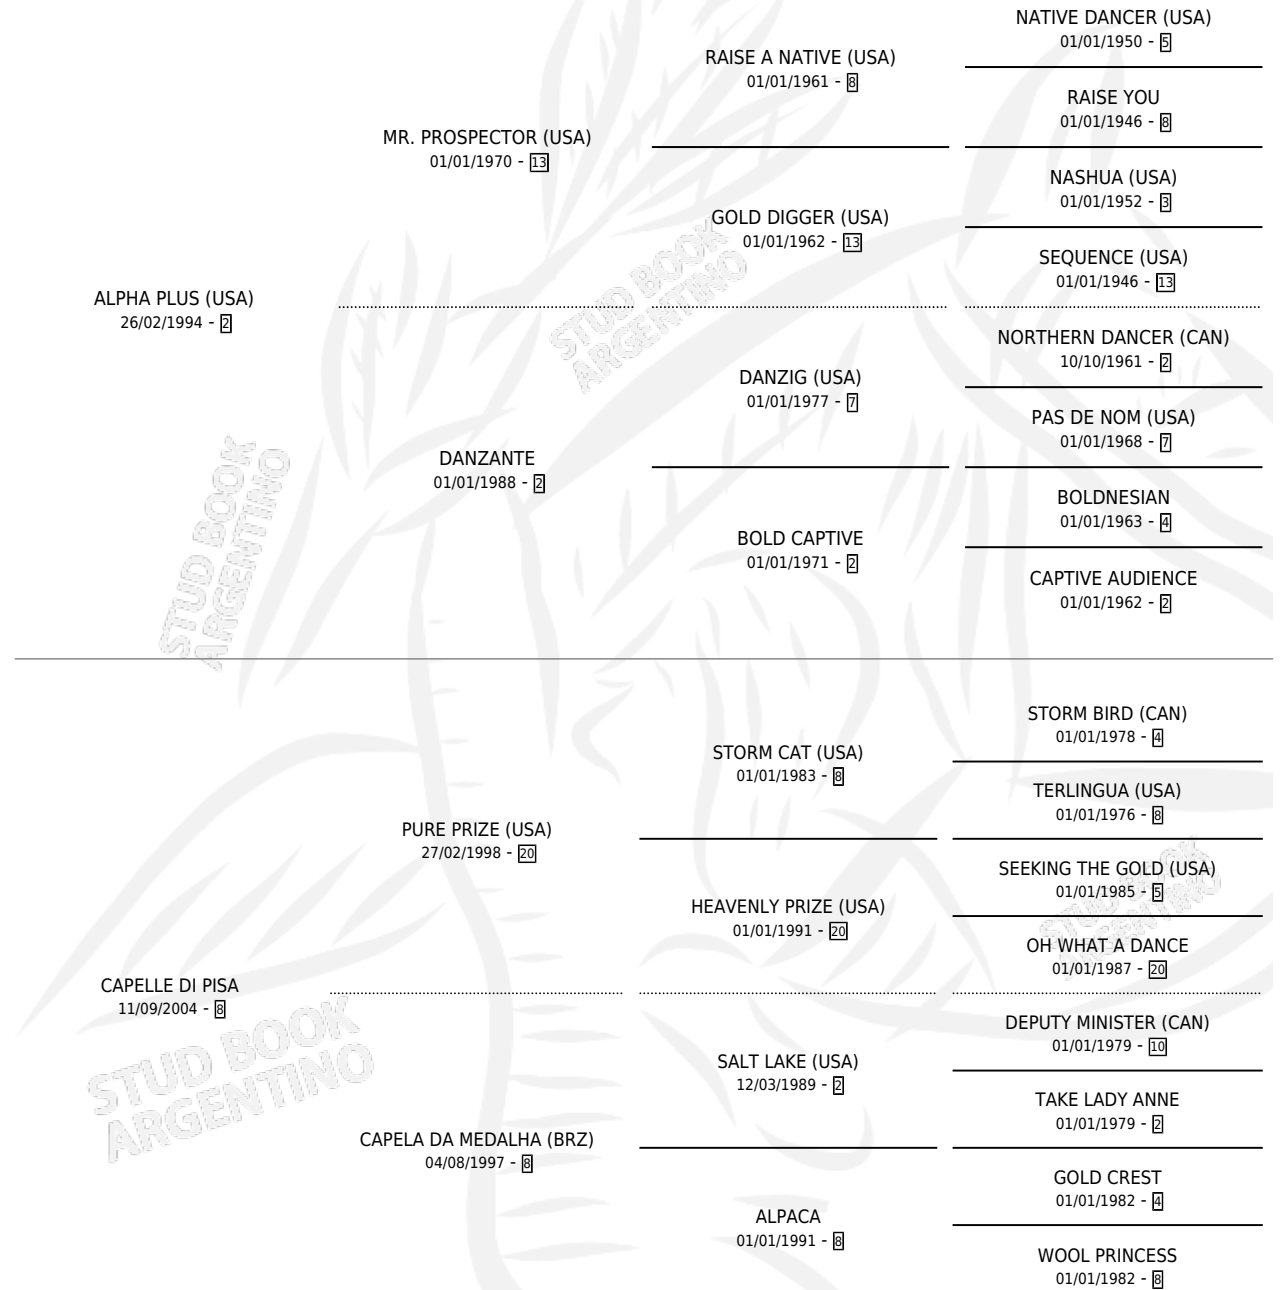 NATIVE DANCER (USA)
01/01/1950 - 5
RAISE A NATIVE (USA)
01/01/1961 - 8
RAISE YOU
01/01/1946 - 8
MR. PROSPECTOR (USA)
01/01/1970 - 13
NASHUA (USA)
01/01/1952 - 3
GOLD DIGGER (USA)
01/01/1962 - 13
SEQUENCE (USA)
01/01/1946 - 13
ALPHA PLUS (USA)
26/02/1994 - 2
NORTHERN DANCER (CAN)
10/10/1961 - 2
DANZIG (USA)
01/01/1977 - 7
PAS DE NOM (USA)
01/01/1968 - 7
DANZANTE
01/01/1988 - 2
BOLDNESIAN
01/01/1963 - 4
BOLD CAPTIVE
01/01/1971 - 2
CAPTIVE AUDIENCE
01/01/1962 - 2
STORM BIRD (CAN)
01/01/1978 - 4
STORM CAT (USA)
01/01/1983 - 8
TERLINGUA (USA)
01/01/1976 - 8
PURE PRIZE (USA)
27/02/1998 - 20
SEEKING THE GOLD (USA)
01/01/1985 - 5
HEAVENLY PRIZE (USA)
01/01/1991 - 20
OH WHAT A DANCE
01/01/1987 - 20
CAPELLE DI PISA
11/09/2004 - 8
DEPUTY MINISTER (CAN)
01/01/1979 - 10
SALT LAKE (USA)
12/03/1989 - 2
TAKE LADY ANNE
01/01/1979 - 2
CAPELA DA MEDALHA (BRZ)
04/08/1997 - 8
GOLD CREST
01/01/1982 - 4
ALPACA
01/01/1991 - 8
WOOL PRINCESS
01/01/1982 - 8
STUD BOOK
ARGENTINO
STUD BOOK
ARGENTINO
STUD BOOK
ARGENTINO
STUD BOOK
ARGENTINO